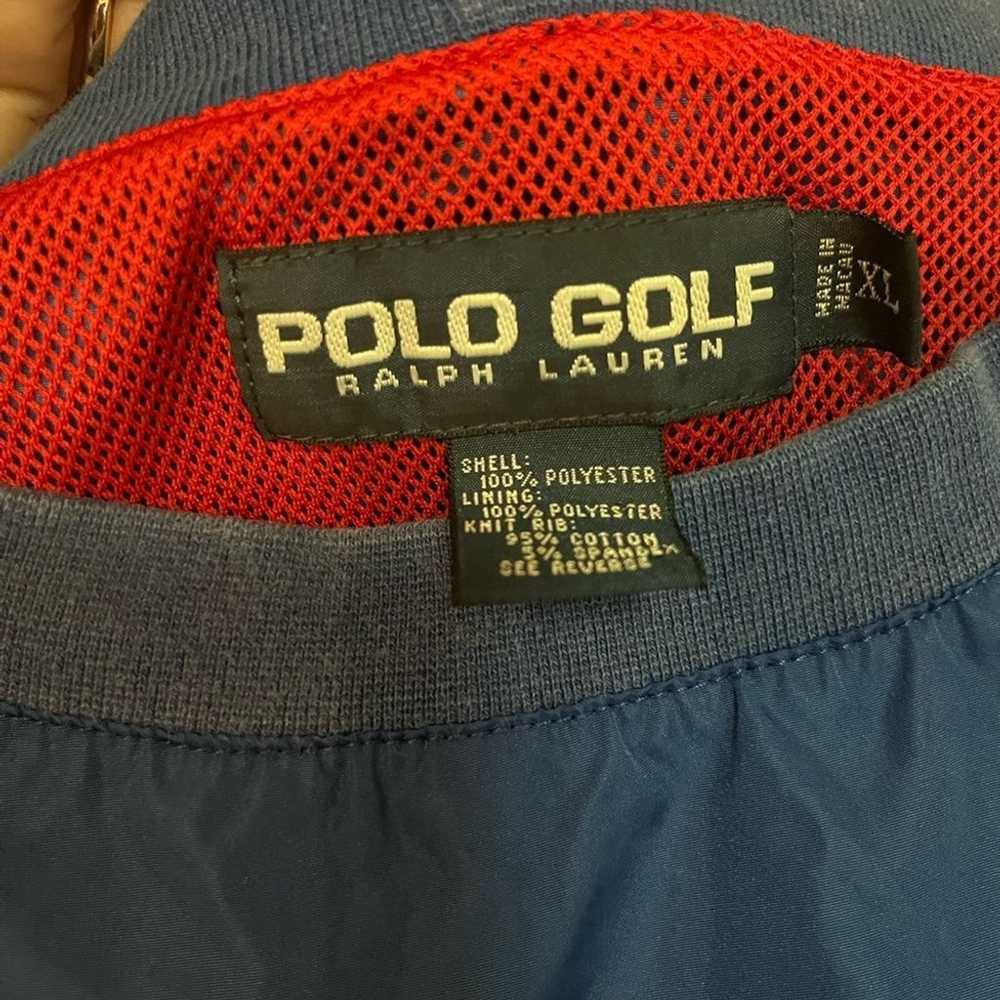 POLO GOLF
RALPH LAUREN
MADE IN
MACAU
XL
SHELL:
100% POLYESTER
LINING:
100% POLYESTER
KNIT RIB:
95% COTTON
5% SPANDEX
SEE REVERSE